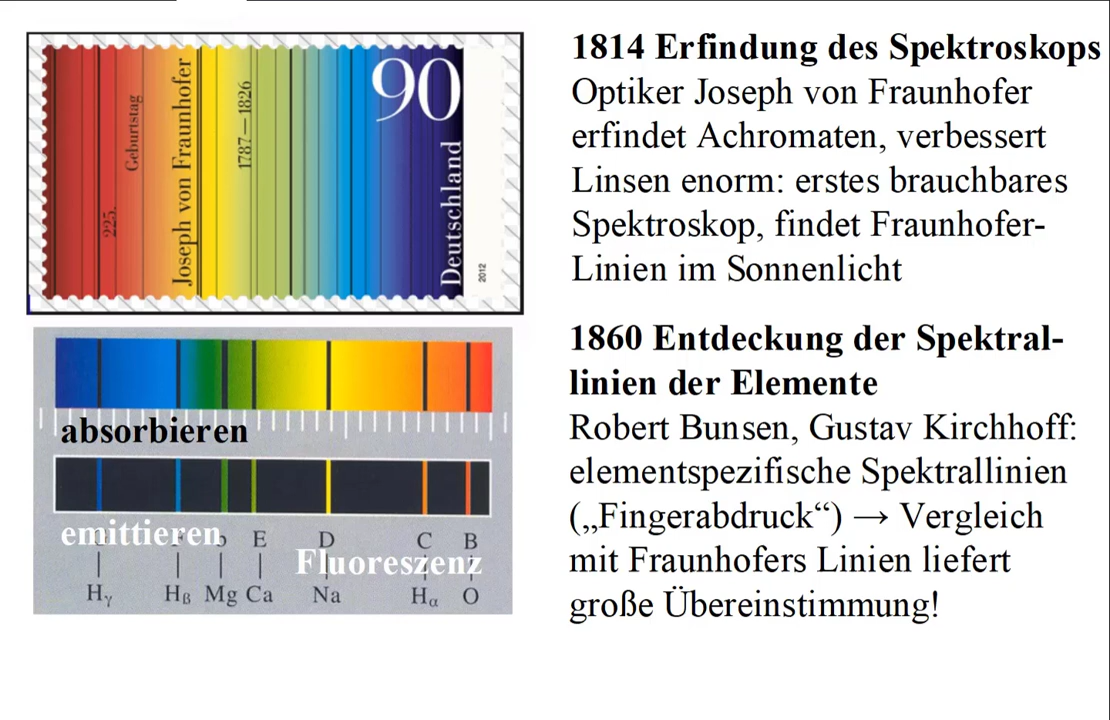 225.
Geburtstag
Joseph von Fraunhofer
1787 – 1826
90
Deutschland
2012
1814 Erfindung des Spektroskops
Optiker Joseph von Fraunhofer
erfindet Achromaten, verbessert
Linsen enorm: erstes brauchbares
Spektroskop, findet Fraunhofer-
Linien im Sonnenlicht
absorbieren
emittieren
E D C B
Fluoreszenz
Hγ Hß Mg Ca Na Hα O
1860 Entdeckung der Spektral-
linien der Elemente
Robert Bunsen, Gustav Kirchhoff:
elementspezifische Spektrallinien
(„Fingerabdruck“) → Vergleich
mit Fraunhofers Linien liefert
große Übereinstimmung!